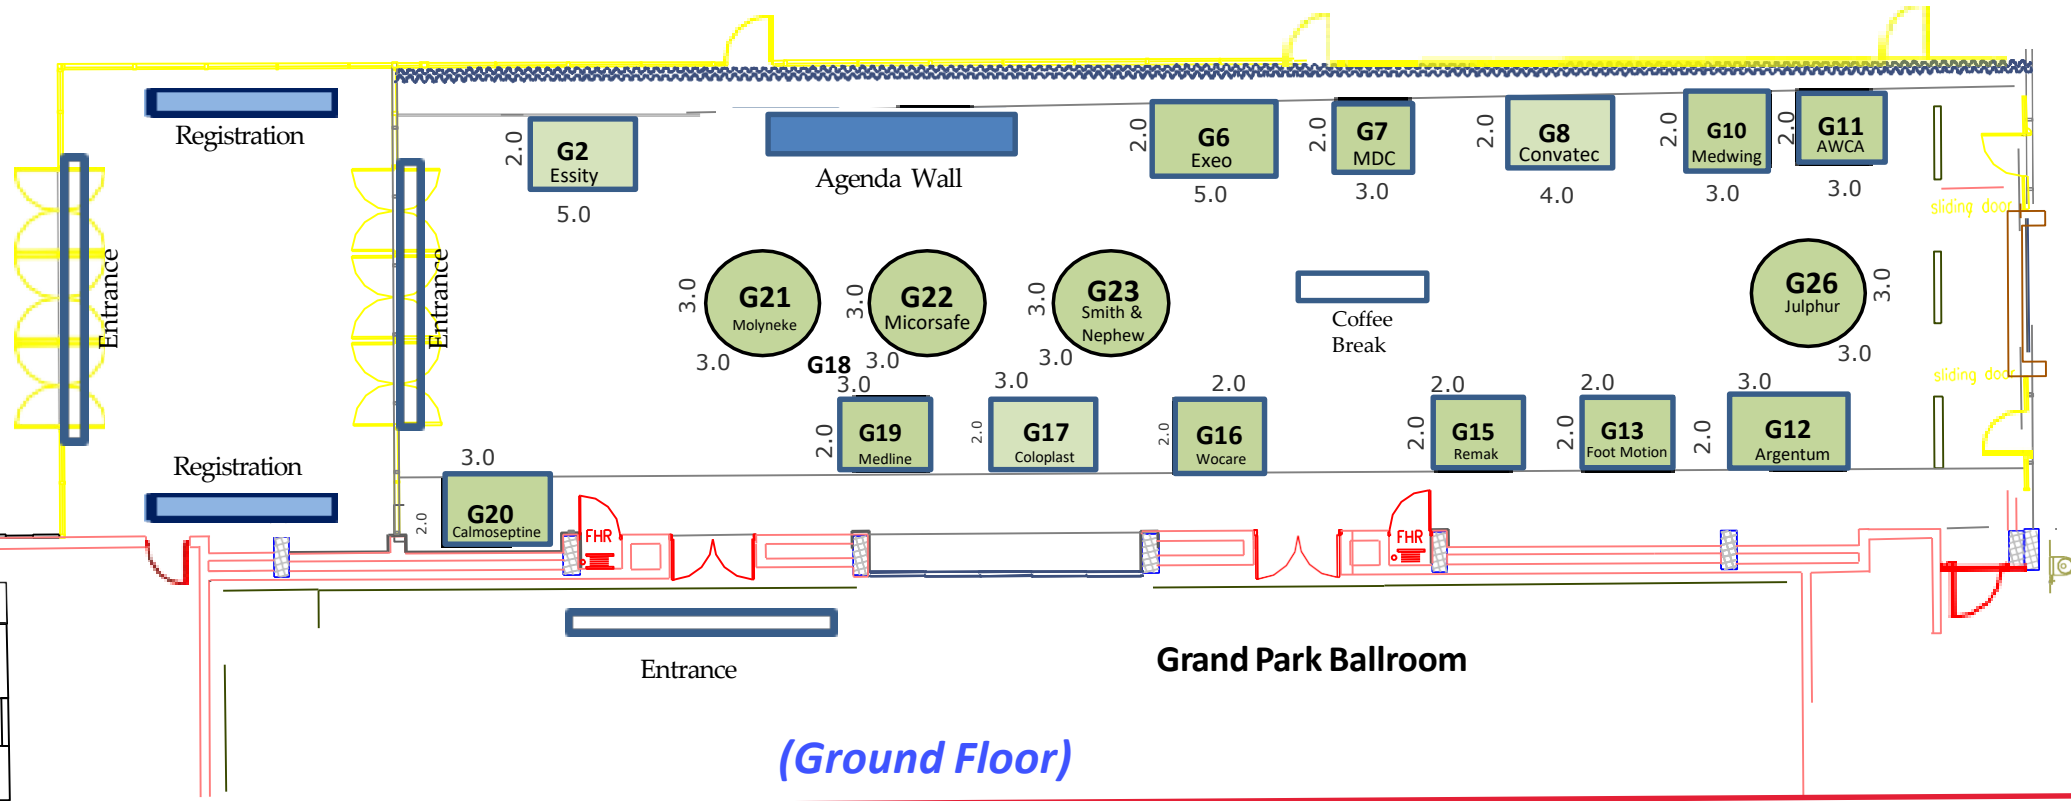 Registration
Entrance
Entrance
Registration
2.0
G2
Essity
5.0
Agenda Wall
2.0
G6
Exeo
5.0
2.0
G7
MDC
3.0
2.0
G8
Convatec
4.0
2.0
G10
Medwing
3.0
2.0
G11
AWCA
3.0
sliding door
3.0
G21
Molyneke
3.0
3.0
G22
Micorsafe
3.0
3.0
G23
Smith &
Nephew
3.0
Coffee
Break
G26
Julphur
3.0
3.0
sliding door
G18
3.0
2.0
G19
Medline
3.0
2.0
G17
Coloplast
2.0
2.0
G16
Wocare
2.0
2.0
G15
Remak
2.0
2.0
G13
Foot Motion
3.0
2.0
G12
Argentum
3.0
2.0
G20
Calmoseptine
FHR
FHR
Entrance
Grand Park Ballroom
(Ground Floor)